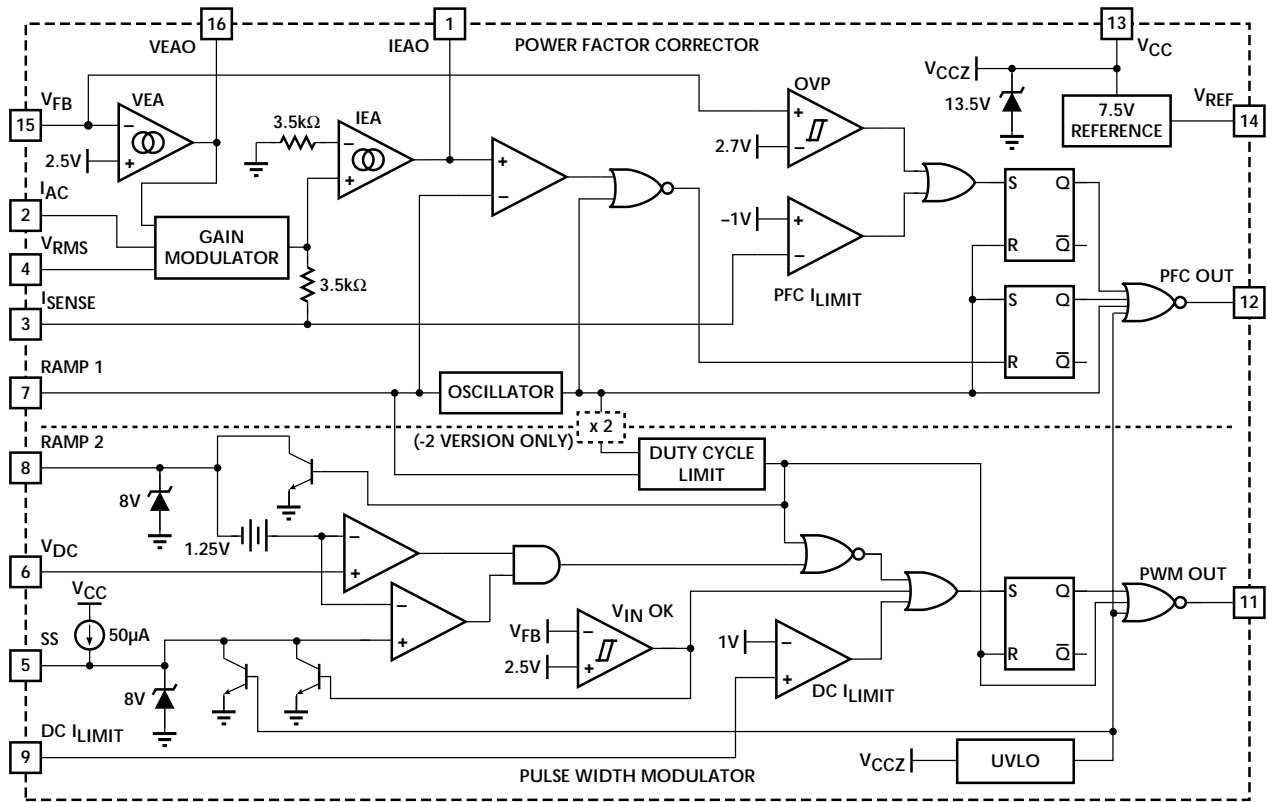 16
1
13
VEAO
IEAO
POWER FACTOR CORRECTOR
VCC
VCCZ
OVP
VFB
VEA
13.5V
7.5V
REFERENCE
VREF
15
14
−
+
2.5V
3.5kΩ
IEA
−
+
+
−
2.7V
+
−
IAC
2
GAIN
MODULATOR
VRMS
4
−1V
+
−
PFC ILIMIT
S
Q
R
Q
3.5kΩ
ISENSE
3
S
Q
R
Q
PFC OUT
12
RAMP 1
7
OSCILLATOR
x 2
(-2 VERSION ONLY)
RAMP 2
8
DUTY CYCLE
LIMIT
8V
1.25V
−
+
VDC
6
VCC
50µA
SS
5
−
+
VIN OK
VFB
−
2.5V
+
1V
−
+
DC ILIMIT
S
Q
R
Q
PWM OUT
11
8V
DC ILIMIT
9
VCCZ
UVLO
PULSE WIDTH MODULATOR